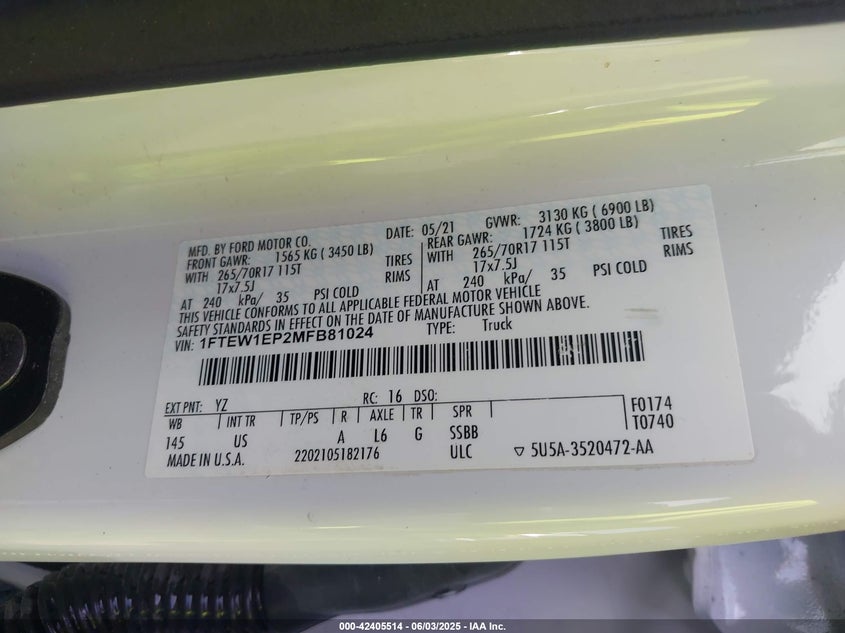 MFD. BY FORD MOTOR CO. DATE: 05/21 GVWR: 3130 KG ( 6900 LB)
FRONT GAWR: 1565 KG ( 3450 LB) REAR GAWR: 1724 KG ( 3800 LB)
WITH 265/70R17 115T TIRES WITH 265/70R17 115T TIRES
17x7.5J RIMS 17x7.5J RIMS
AT 240 kPa/ 35 PSI COLD AT 240 kPa/ 35 PSI COLD
THIS VEHICLE CONFORMS TO ALL APPLICABLE FEDERAL MOTOR VEHICLE
SAFETY STANDARDS IN EFFECT ON THE DATE OF MANUFACTURE SHOWN ABOVE.
VIN: 1FTEW1EP2MFB81024 TYPE: Truck
EXT PNT: YZ RC: 16 DSO:
WB INT TR TP/PS R AXLE TR SPR F0174
145 US A L6 G SSBB T0740
MADE IN U.S.A. 2202105182176 ULC ▽ 5U5A-3520472-AA
000-42405514 - 06/03/2025 - IAA Inc.